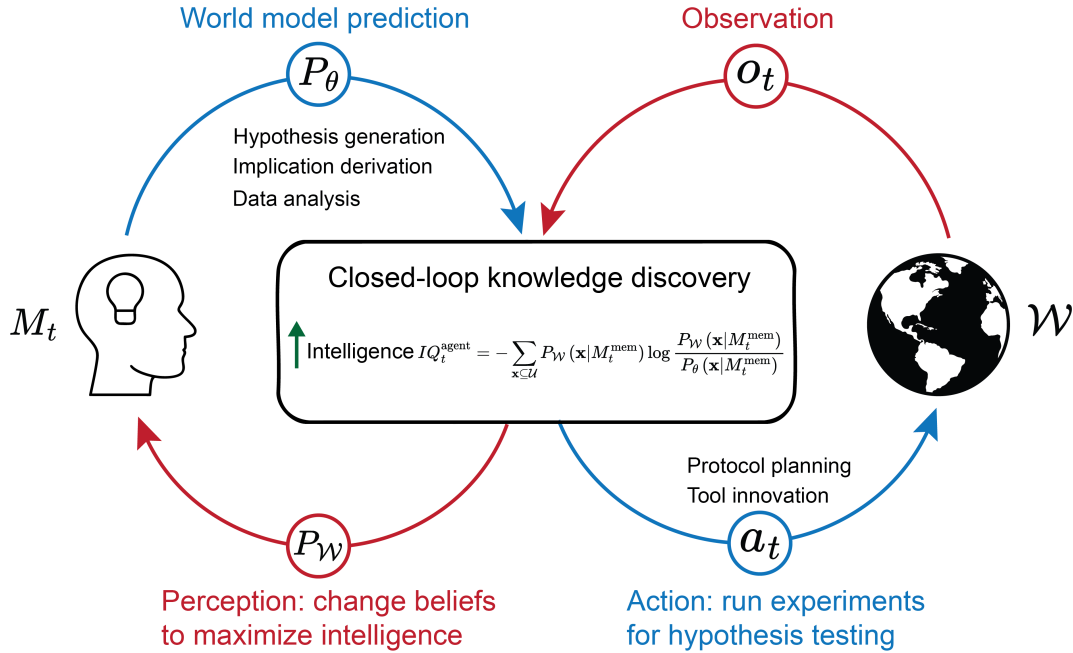 World model prediction
Observation
P_θ
o_t
Hypothesis generation
Implication derivation
Data analysis
M_t
Closed-loop knowledge discovery
Intelligence IQ_t^agent = −∑_{𝐱⊆𝒰} P_𝒲(𝐱|M_t^mem) log P_𝒲(𝐱|M_t^mem) / P_θ(𝐱|M_t^mem)
𝒲
Protocol planning
Tool innovation
P_𝒲
a_t
Perception: change beliefs
to maximize intelligence
Action: run experiments
for hypothesis testing